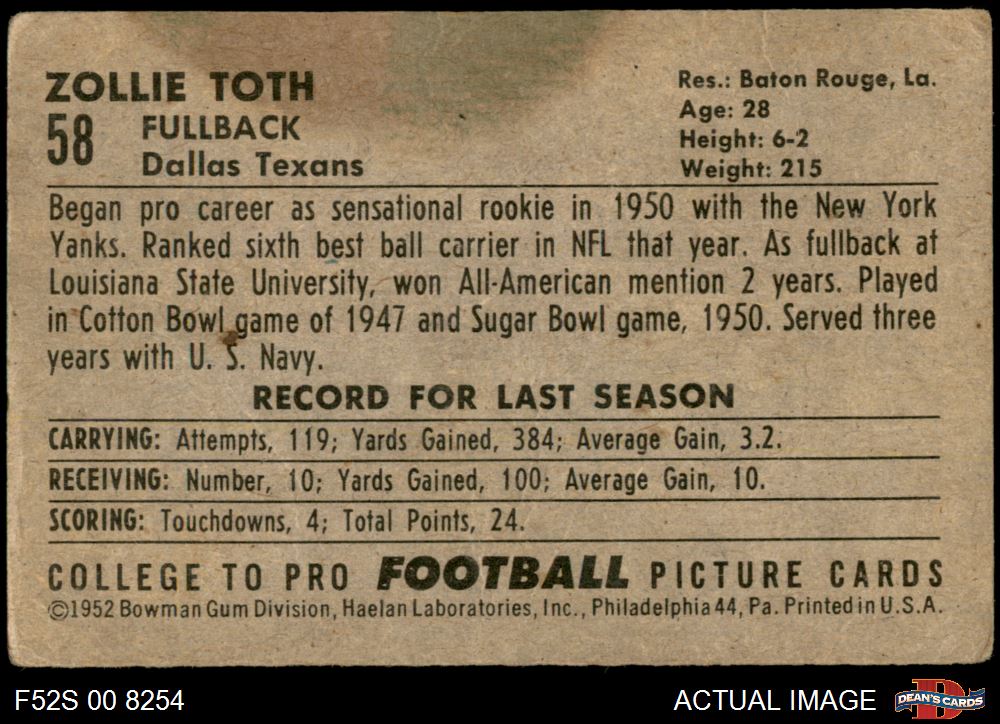 ZOLLIE TOTH
58 FULLBACK
Dallas Texans
Res.: Baton Rouge, La.
Age: 28
Height: 6-2
Weight: 215
Began pro career as sensational rookie in 1950 with the New York
Yanks. Ranked sixth best ball carrier in NFL that year. As fullback at
Louisiana State University, won All-American mention 2 years. Played
in Cotton Bowl game of 1947 and Sugar Bowl game, 1950. Served three
years with U. S. Navy.
RECORD FOR LAST SEASON
CARRYING: Attempts, 119; Yards Gained, 384; Average Gain, 3.2.
RECEIVING: Number, 10; Yards Gained, 100; Average Gain, 10.
SCORING: Touchdowns, 4; Total Points, 24.
COLLEGE TO PRO FOOTBALL PICTURE CARDS
©1952 Bowman Gum Division, Haelan Laboratories, Inc., Philadelphia 44, Pa. Printed in U.S.A.
F52S 00 8254
ACTUAL IMAGE
D
DEAN'S CARDS